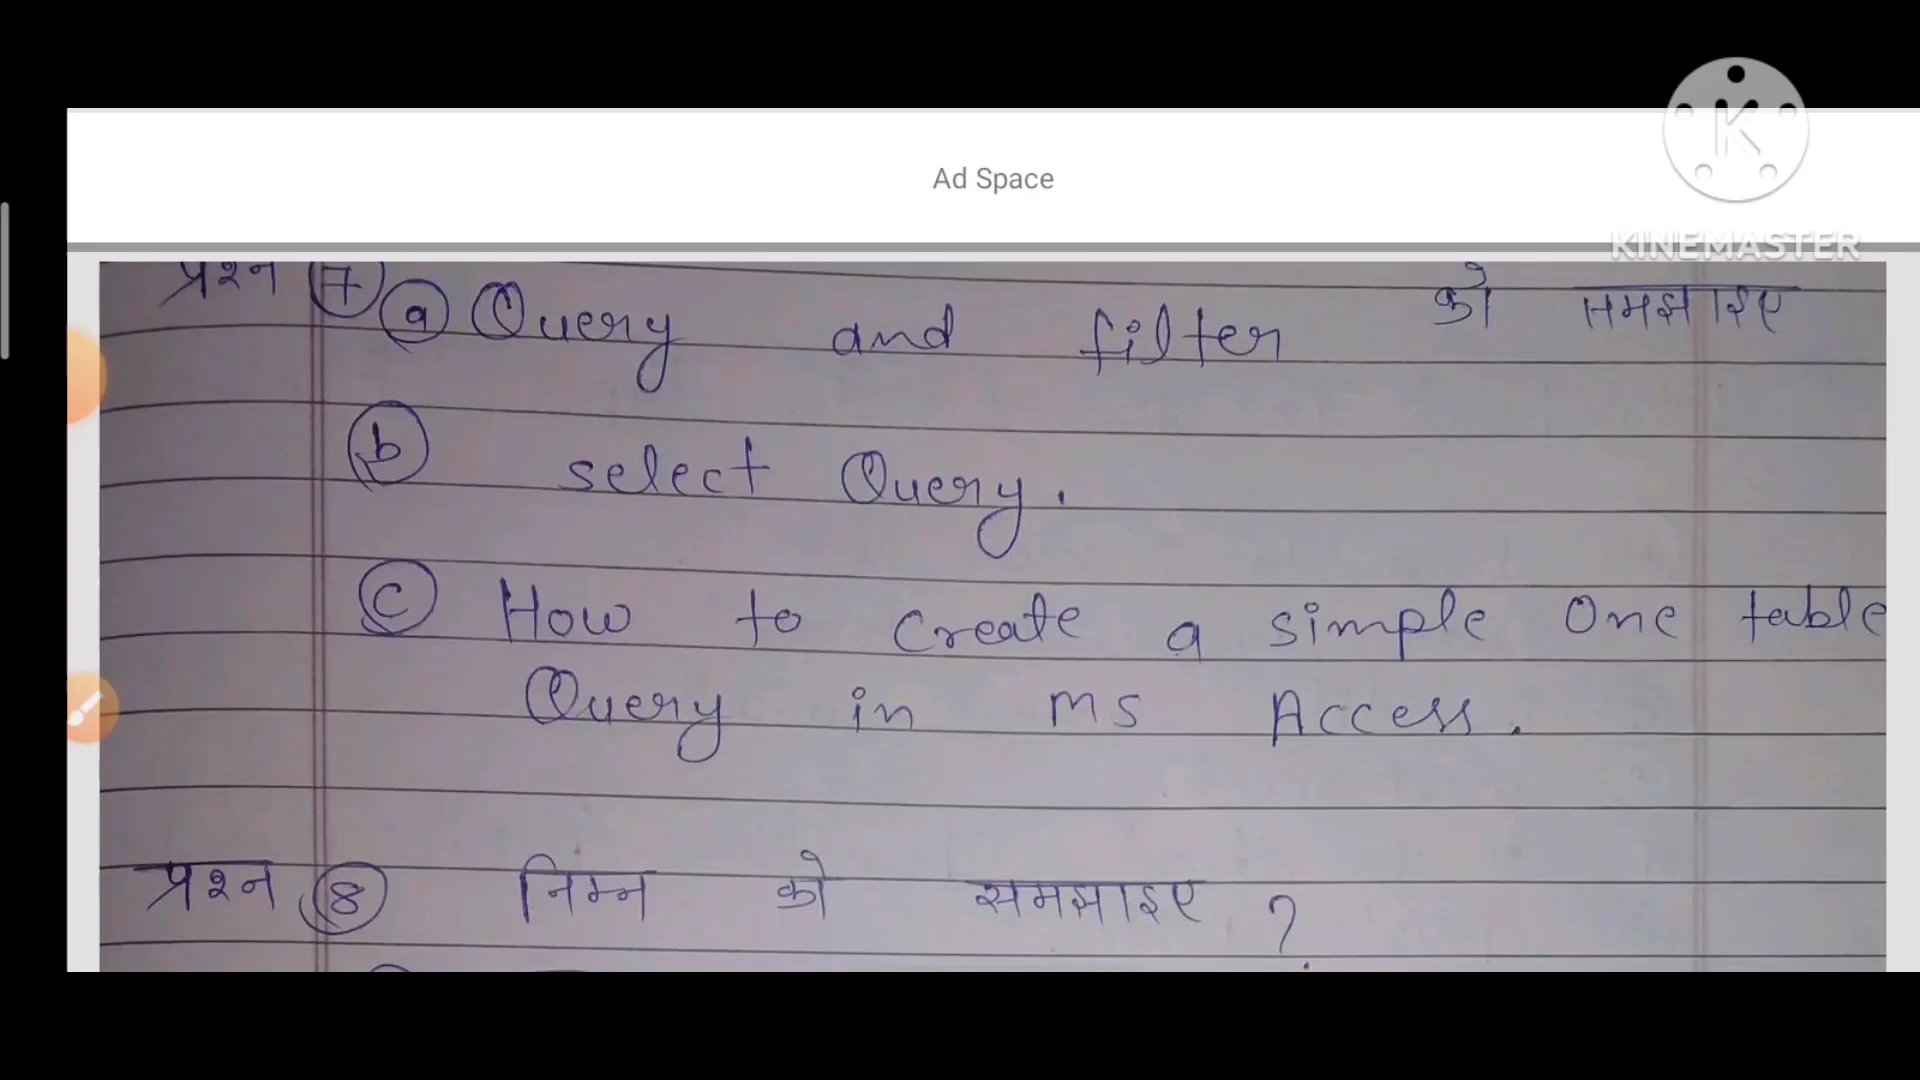 Ad Space
KINEMASTER
प्रश्न 7 a Query and filter को समझाइए
b select Query.
c How to create a simple One table
Query in ms Access.
प्रश्न 8 निम्न को समझाइए ?